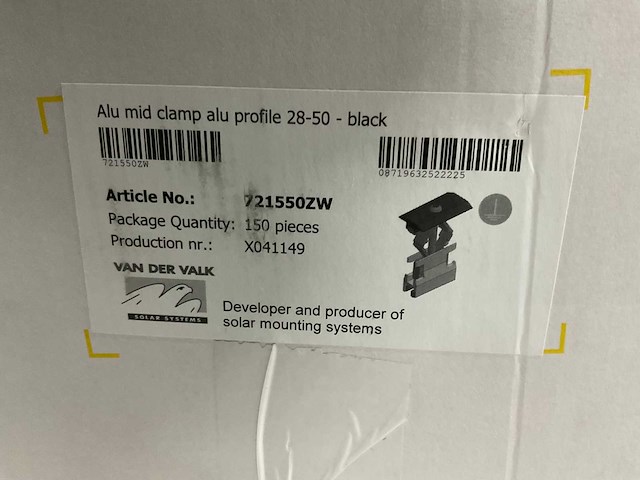 Alu mid clamp alu profile 28-50 - black
721550ZW
08719632522225
Article No.: 721550ZW
Package Quantity: 150 pieces
Production nr.: X041149
VAN DER VALK
SOLAR SYSTEMS
Developer and producer of
solar mounting systems